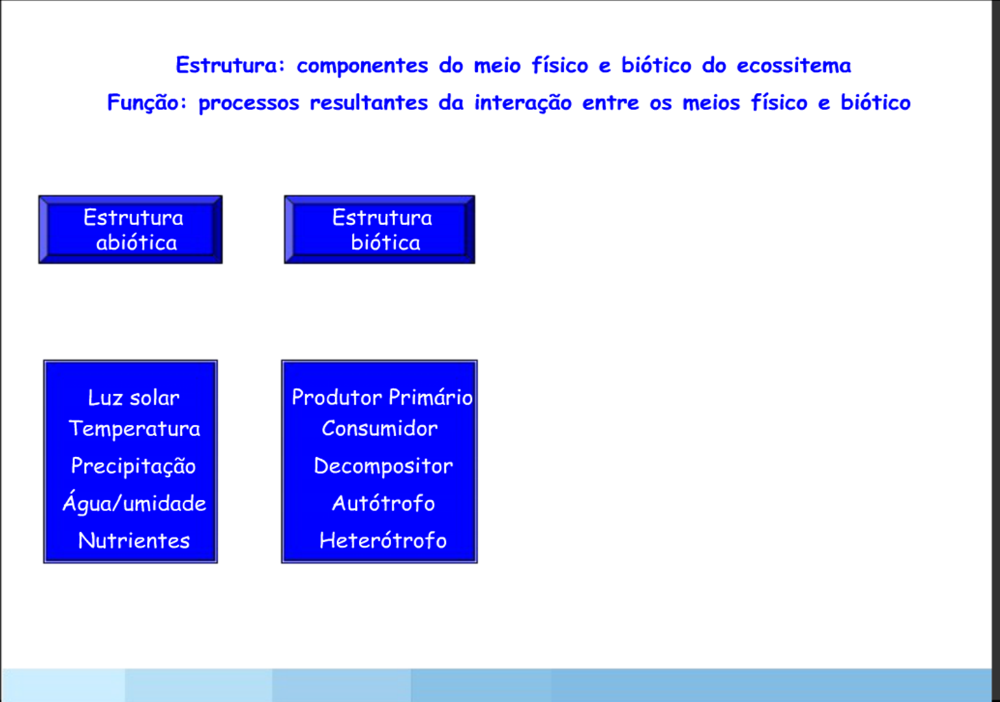 Estrutura: componentes do meio físico e biótico do ecossitema
Função: processos resultantes da interação entre os meios físico e biótico
Estrutura
abiótica
Estrutura
biótica
Luz solar
Temperatura
Precipitação
Água/umidade
Nutrientes
Produtor Primário
Consumidor
Decompositor
Autótrofo
Heterótrofo